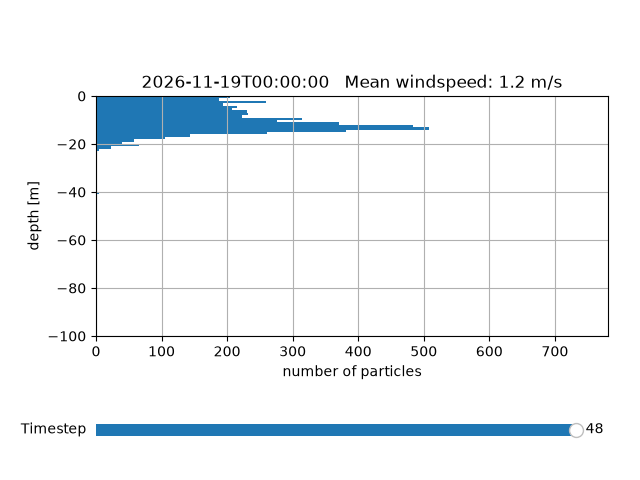 2026-11-19T00:00:00   Mean windspeed: 1.2 m/s
0
−20
−40
−60
−80
−100
depth [m]
0 100 200 300 400 500 600 700
number of particles
Timestep 48